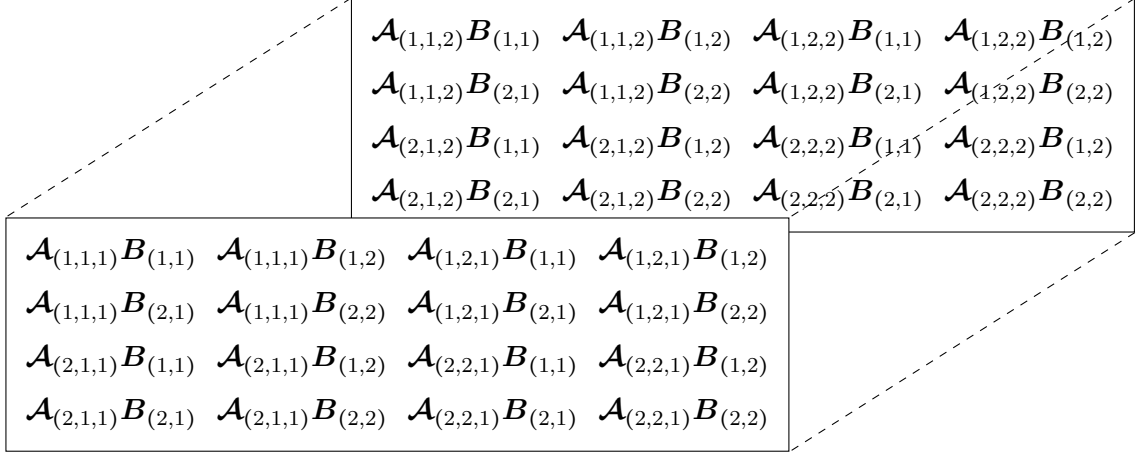 𝓐(1,1,2)B(1,1) 𝓐(1,1,2)B(1,2) 𝓐(1,2,2)B(1,1) 𝓐(1,2,2)B(1,2)
𝓐(1,1,2)B(2,1) 𝓐(1,1,2)B(2,2) 𝓐(1,2,2)B(2,1) 𝓐(1,2,2)B(2,2)
𝓐(2,1,2)B(1,1) 𝓐(2,1,2)B(1,2) 𝓐(2,2,2)B(1,1) 𝓐(2,2,2)B(1,2)
𝓐(2,1,2)B(2,1) 𝓐(2,1,2)B(2,2) 𝓐(2,2,2)B(2,1) 𝓐(2,2,2)B(2,2)
𝓐(1,1,1)B(1,1) 𝓐(1,1,1)B(1,2) 𝓐(1,2,1)B(1,1) 𝓐(1,2,1)B(1,2)
𝓐(1,1,1)B(2,1) 𝓐(1,1,1)B(2,2) 𝓐(1,2,1)B(2,1) 𝓐(1,2,1)B(2,2)
𝓐(2,1,1)B(1,1) 𝓐(2,1,1)B(1,2) 𝓐(2,2,1)B(1,1) 𝓐(2,2,1)B(1,2)
𝓐(2,1,1)B(2,1) 𝓐(2,1,1)B(2,2) 𝓐(2,2,1)B(2,1) 𝓐(2,2,1)B(2,2)